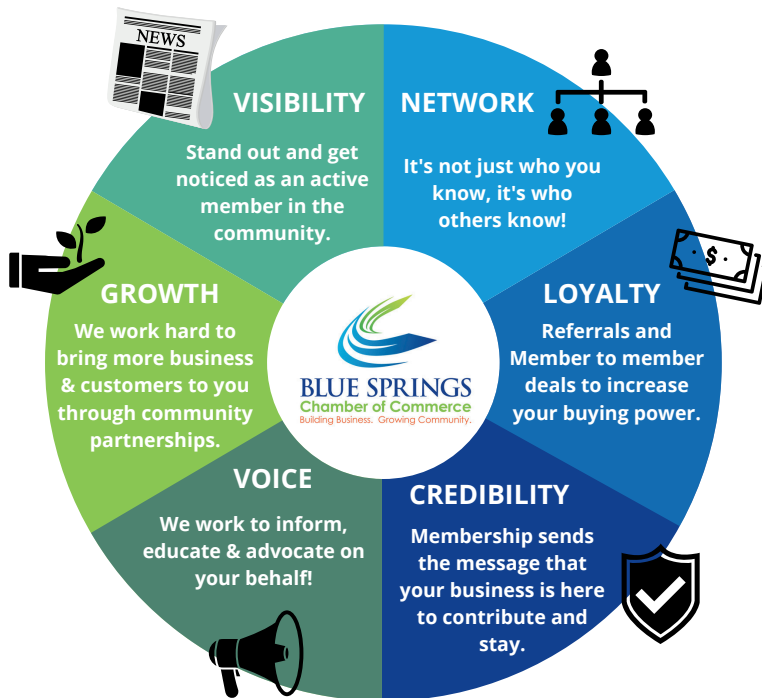 NEWS
VISIBILITY
Stand out and get
noticed as an active
member in the
community.
NETWORK
It's not just who you
know, it's who
others know!
LOYALTY
Referrals and
Member to member
deals to increase
your buying power.
$
CREDIBILITY
Membership sends
the message that
your business is here
to contribute and
stay.
VOICE
We work to inform,
educate & advocate on
your behalf!
GROWTH
We work hard to
bring more business
& customers to you
through community
partnerships.
BLUE SPRINGS
Chamber of Commerce
Building Business. Growing Community.